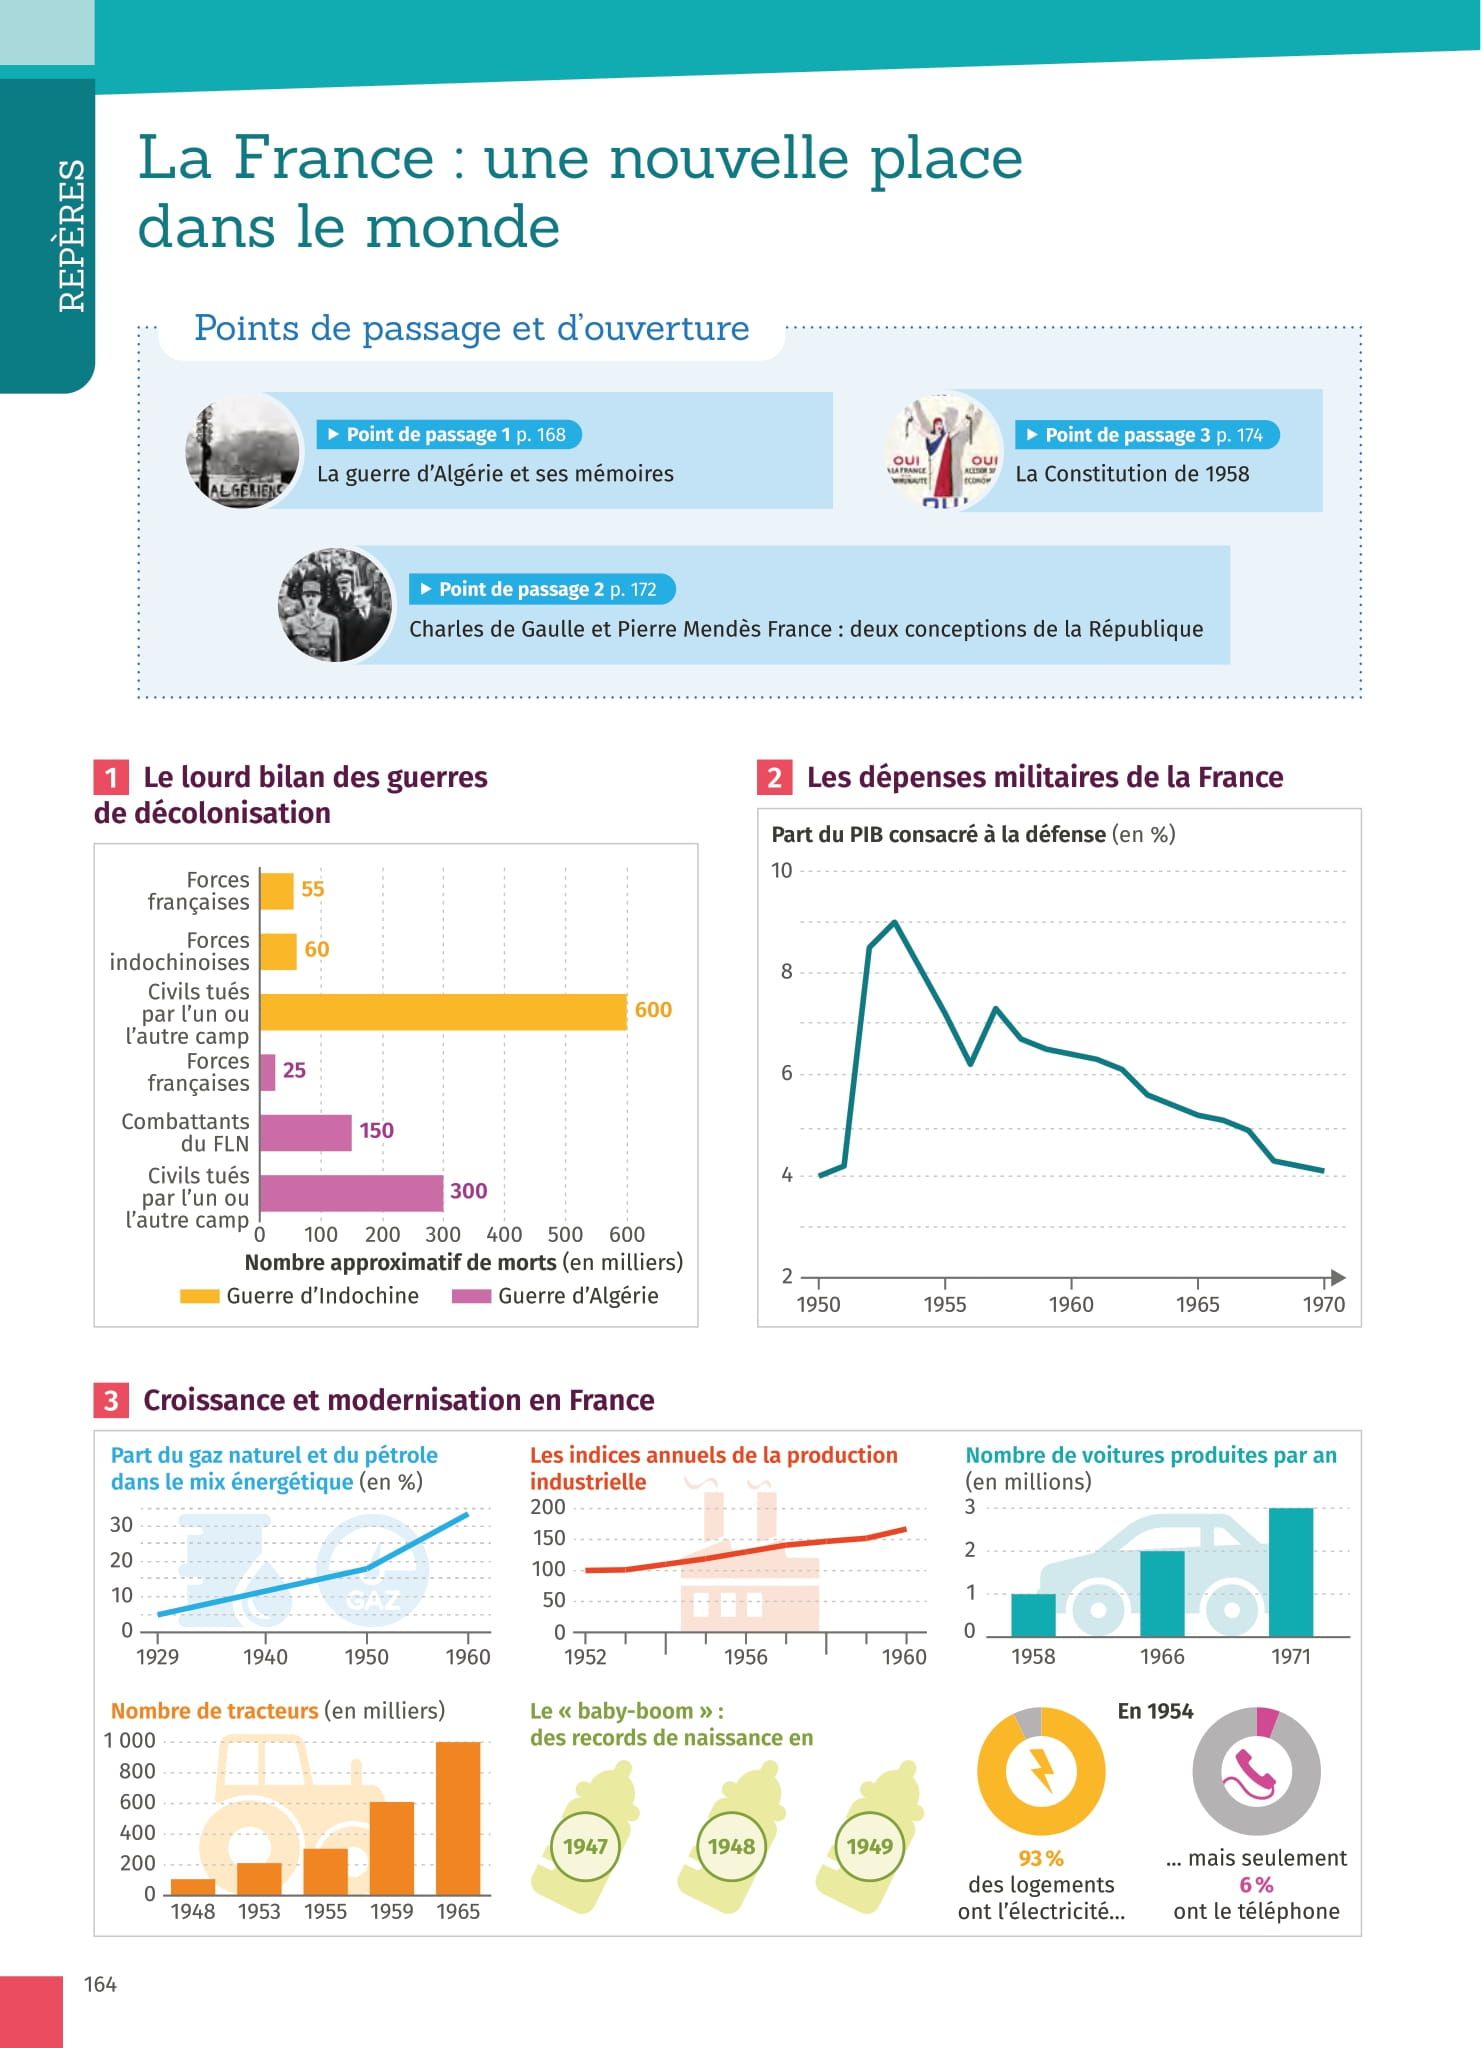 REPÈRES
La France : une nouvelle place
dans le monde
Points de passage et d'ouverture
▶ Point de passage 1 p. 168
La guerre d'Algérie et ses mémoires
ALGERIENS
▶ Point de passage 3 p. 174
La Constitution de 1958
OUI OUI
▶ Point de passage 2 p. 172
Charles de Gaulle et Pierre Mendès France : deux conceptions de la République
1 Le lourd bilan des guerres
de décolonisation
Forces
françaises
55
Forces
indochinoises
60
Civils tués
par l'un ou
l'autre camp
600
Forces
françaises
25
Combattants
du FLN
150
Civils tués
par l'un ou
l'autre camp
300
0 100 200 300 400 500 600
Nombre approximatif de morts (en milliers)
Guerre d'Indochine Guerre d'Algérie
2 Les dépenses militaires de la France
Part du PIB consacré à la défense (en %)
10
8
6
4
2
1950 1955 1960 1965 1970
3 Croissance et modernisation en France
Part du gaz naturel et du pétrole
dans le mix énergétique (en %)
30
20
10
0
GAZ
1929 1940 1950 1960
Les indices annuels de la production
industrielle
200
150
100
50
0
1952 1956 1960
Nombre de voitures produites par an
(en millions)
3
2
1
0
1958 1966 1971
Nombre de tracteurs (en milliers)
1 000
800
600
400
200
0
1948 1953 1955 1959 1965
Le « baby-boom » :
des records de naissance en
1947 1948 1949
En 1954
93 %
des logements
ont l'électricité...
... mais seulement
6 %
ont le téléphone
164